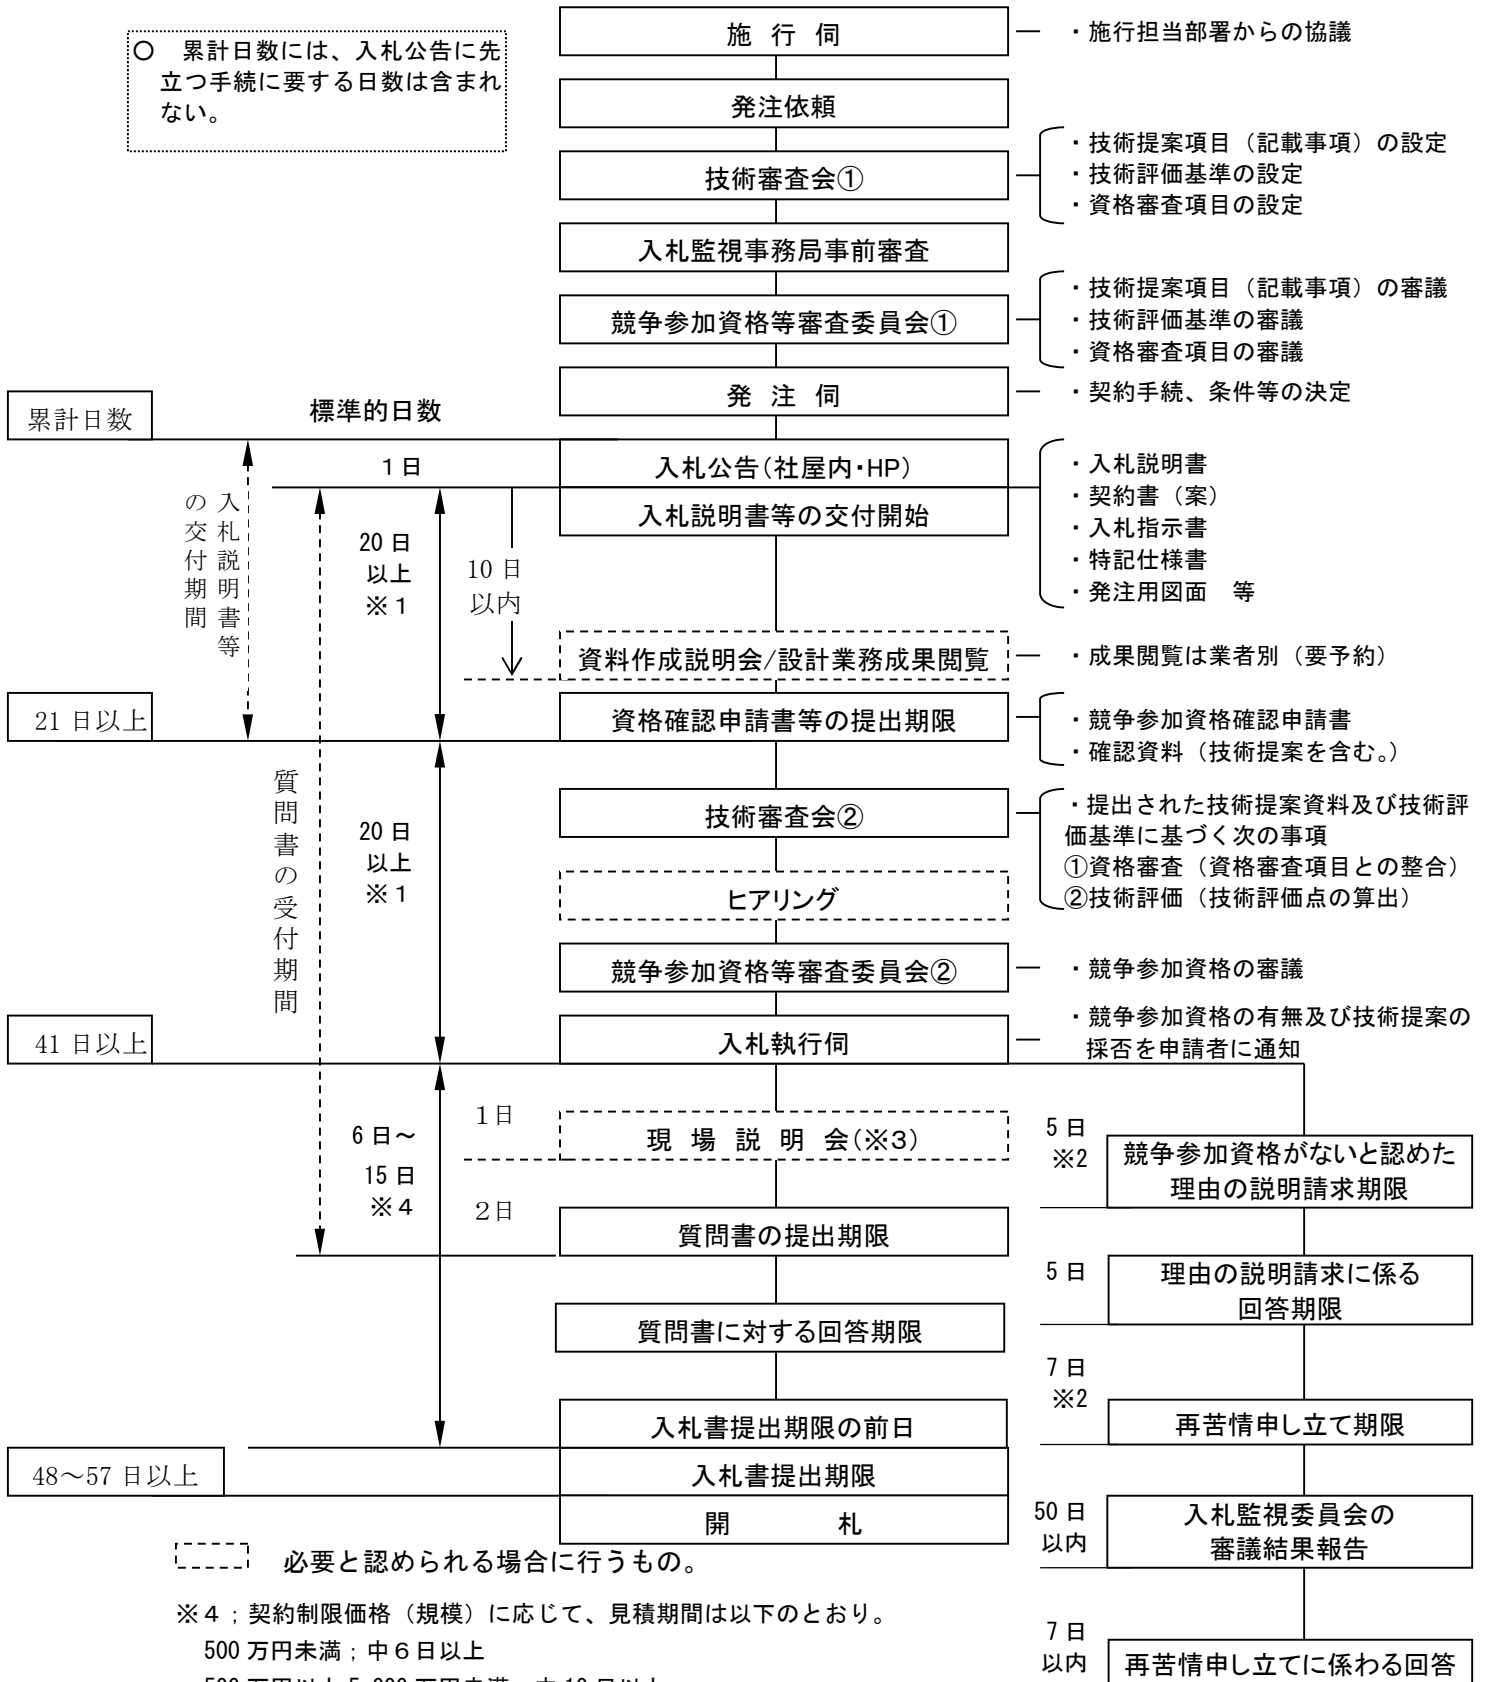 施 行 伺
・施行担当部署からの協議
○ 累計日数には、入札公告に先
立つ手続に要する日数は含まれ
ない。
発注依頼
技術審査会①
・技術提案項目（記載事項）の設定
・技術評価基準の設定
・資格審査項目の設定
入札監視事務局事前審査
競争参加資格等審査委員会①
・技術提案項目（記載事項）の審議
・技術評価基準の審議
・資格審査項目の審議
発 注 伺
・契約手続、条件等の決定
累計日数
標準的日数
1日
入札公告（社屋内・HP）
入札説明書等の交付開始
・入札説明書
・契約書（案）
・入札指示書
・特記仕様書
・発注用図面 等
入札説明書等
の交付期間
20 日
以上
※１
10 日
以内
資料作成説明会/設計業務成果閲覧
・成果閲覧は業者別（要予約）
21 日以上
資格確認申請書等の提出期限
・競争参加資格確認申請書
・確認資料（技術提案を含む。）
質問書の受付期間
20 日
以上
※１
技術審査会②
・提出された技術提案資料及び技術評
価基準に基づく次の事項
①資格審査（資格審査項目との整合）
②技術評価（技術評価点の算出）
ヒアリング
競争参加資格等審査委員会②
・競争参加資格の審議
41 日以上
入札執行伺
・競争参加資格の有無及び技術提案の
採否を申請者に通知
6 日～
15 日
※４
1日
現 場 説 明 会（※３）
2日
質問書の提出期限
質問書に対する回答期限
入札書提出期限の前日
48～57 日以上
入札書提出期限
開 札
5 日
※2
競争参加資格がないと認めた
理由の説明請求期限
5 日
理由の説明請求に係る
回答期限
7 日
※2
再苦情申し立て期限
50 日
以内
入札監視委員会の
審議結果報告
7 日
以内
再苦情申し立てに係わる回答
必要と認められる場合に行うもの。
※４；契約制限価格（規模）に応じて、見積期間は以下のとおり。
500 万円未満；中６日以上